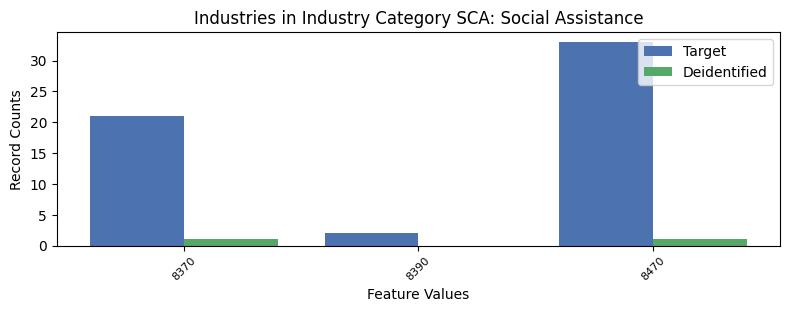 Industries in Industry Category SCA: Social Assistance
Target
Deidentified
Record Counts
30
25
20
15
10
5
0
8370
8390
8470
Feature Values